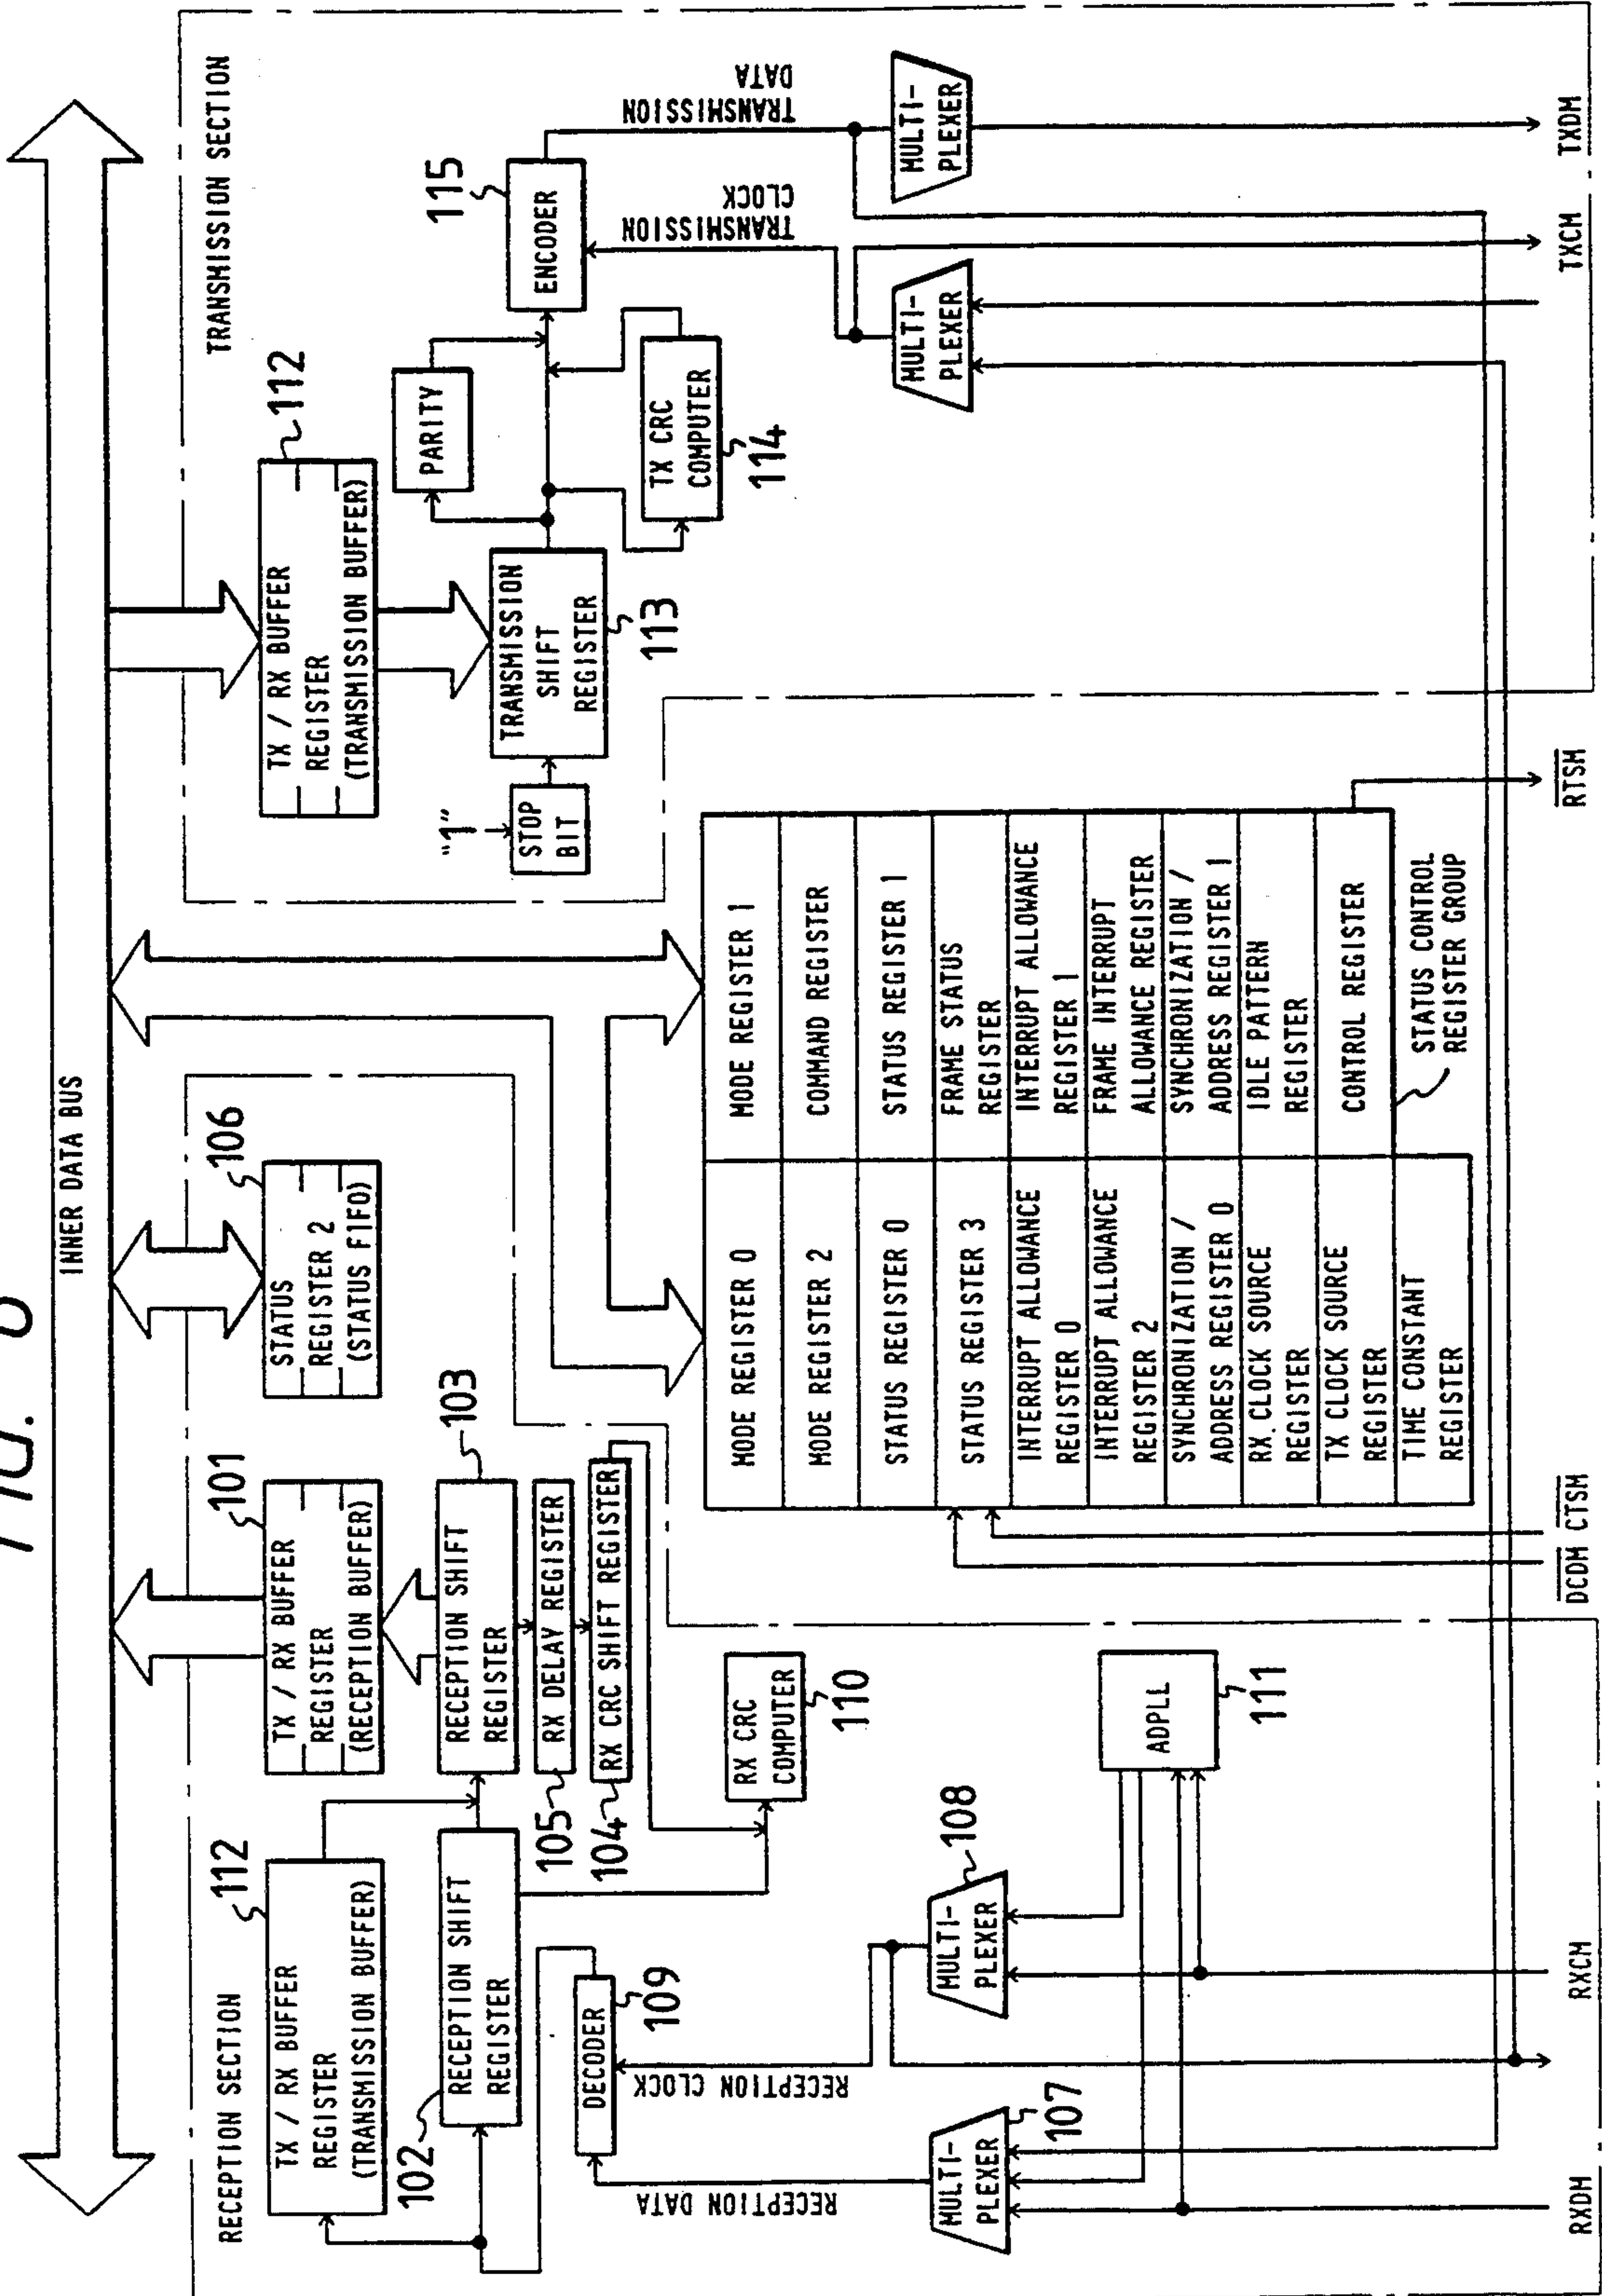 FIG. 8
INNER DATA BUS
RECEPTION SECTION
112
TX / RX BUFFER
REGISTER
(TRANSMISSION BUFFER)
102
RECEPTION SHIFT
REGISTER
101
TX / RX BUFFER
REGISTER
(RECEPTION BUFFER)
103
RECEPTION SHIFT
REGISTER
105
RX DELAY REGISTER
104
RX CRC SHIFT REGISTER
106
STATUS
REGISTER 2
(STATUS FIFO)
DECODER
109
RX CRC
COMPUTER
110
RECEPTION DATA
RECEPTION CLOCK
MULTI-
PLEXER
107
MULTI-
PLEXER
108
ADPLL
111
RXDM
RXCM
DCDM
CTSM
MODE REGISTER 0
MODE REGISTER 1
MODE REGISTER 2
COMMAND REGISTER
STATUS REGISTER 0
STATUS REGISTER 1
STATUS REGISTER 3
FRAME STATUS
REGISTER
INTERRUPT ALLOWANCE
REGISTER 0
INTERRUPT ALLOWANCE
REGISTER 1
INTERRUPT ALLOWANCE
REGISTER 2
FRAME INTERRUPT
ALLOWANCE REGISTER
SYNCHRONIZATION /
ADDRESS REGISTER 0
SYNCHRONIZATION /
ADDRESS REGISTER 1
RX. CLOCK SOURCE
REGISTER
IDLE PATTERN
REGISTER
TX CLOCK SOURCE
REGISTER
CONTROL REGISTER
TIME CONSTANT
REGISTER
STATUS CONTROL
REGISTER GROUP
RTSM
TRANSMISSION SECTION
112
TX / RX BUFFER
REGISTER
(TRANSMISSION BUFFER)
"1"
STOP
BIT
TRANSMISSION
SHIFT
REGISTER
113
PARITY
TX CRC
COMPUTER
114
115
ENCODER
TRANSMISSION
CLOCK
TRANSMISSION
DATA
MULTI-
PLEXER
MULTI-
PLEXER
TXCM
TXDM